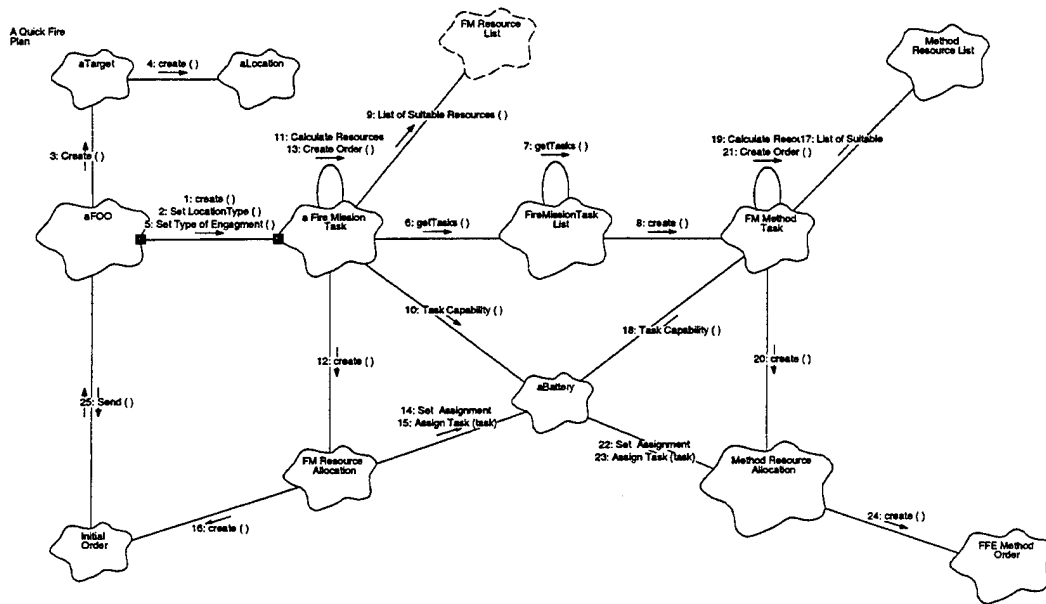 A Quick Fire
Plan
aTarget
4: create ( )
aLocation
FM Resource
List
Method
Resource List
9: List of Suitable Resources ( )
11: Calculate Resources
13: Create Order ( )
7: getTasks ( )
19: Calculate Resou
17: List of Suitable
21: Create Order ( )
3: Create ( )
1: create ( )
2: Set LocationType ( )
5: Set Type of Engagment ( )
aFOO
a Fire Mission
Task
6: getTasks ( )
FireMissionTask
List
8: create ( )
FM Method
Task
10: Task Capability ( )
18: Task Capability ( )
12: create ( )
20: create ( )
aBattery
25: Send ( )
14: Set Assignment
15: Assign Task (task)
22: Set Assignment
23: Assign Task (task)
FM Resource
Allocation
Method Resource
Allocation
16: create ( )
24: create ( )
Initial
Order
FFE Method
Order